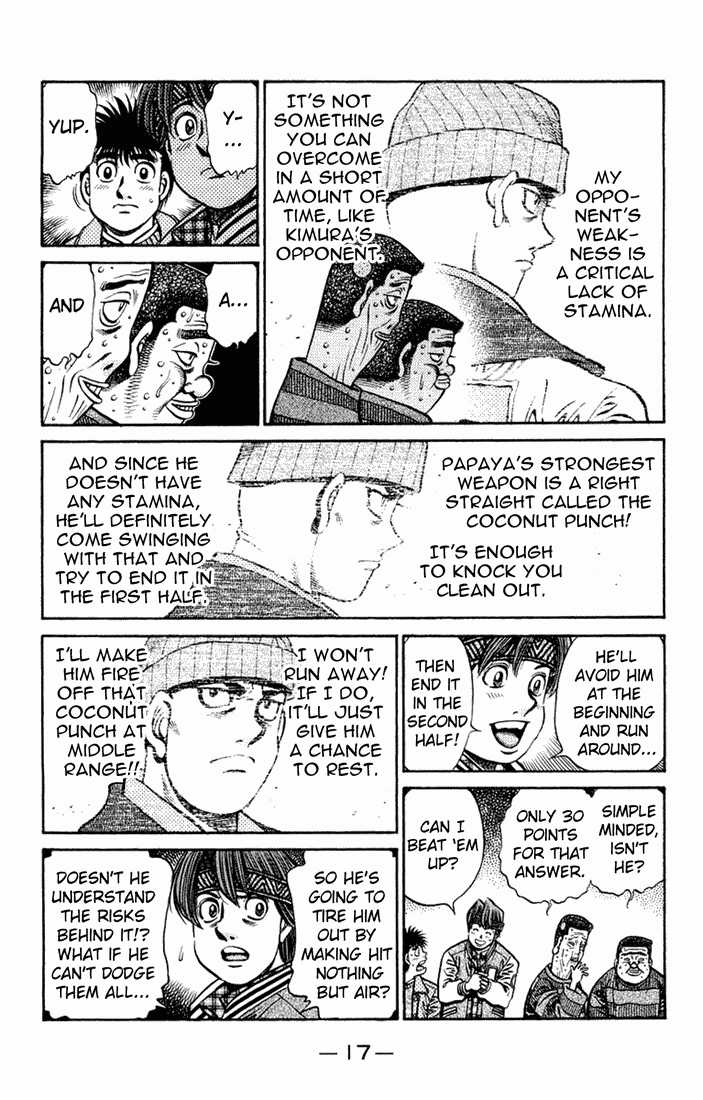 MY
OPPO-
NENT'S
WEAK-
NESS IS
A CRITICAL
LACK OF
STAMINA.
IT'S NOT
SOMETHING
YOU CAN
OVERCOME
IN A SHORT
AMOUNT OF
TIME, LIKE
KIMURA'S
OPPONENT.
Y-
...
YUP.
A...
AND
PAPAYA'S STRONGEST
WEAPON IS A RIGHT
STRAIGHT CALLED THE
COCONUT PUNCH!
IT'S ENOUGH
TO KNOCK YOU
CLEAN OUT.
AND SINCE HE
DOESN'T HAVE
ANY STAMINA,
HE'LL DEFINITELY
COME SWINGING
WITH THAT AND
TRY TO END IT IN
THE FIRST HALF.
HE'LL
AVOID HIM
AT THE
BEGINNING
AND RUN
AROUND...
THEN
END IT
IN THE
SECOND
HALF!
SIMPLE
MINDED,
ISN'T
HE?
ONLY 30
POINTS
FOR THAT
ANSWER.
CAN I
BEAT 'EM
UP?
I WON'T
RUN AWAY!
IF I DO,
IT'LL JUST
GIVE HIM
A CHANCE
TO REST.
I'LL MAKE
HIM FIRE
OFF THAT
COCONUT
PUNCH AT
MIDDLE
RANGE!!
SO HE'S
GOING TO
TIRE HIM
OUT BY
MAKING HIT
NOTHING
BUT AIR?
DOESN'T HE
UNDERSTAND
THE RISKS
BEHIND IT!?
WHAT IF HE
CAN'T DODGE
THEM ALL...
—17—